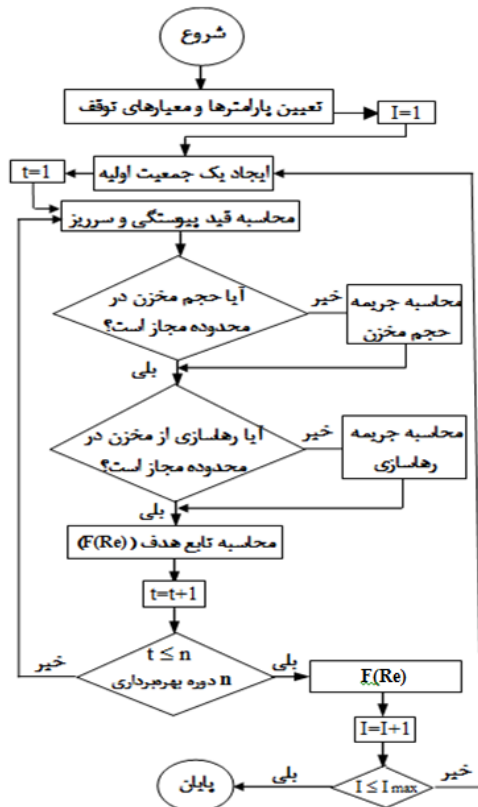 شروع
تعیین پارامترها و معیارهای توقف
I=1
ایجاد یک جمعیت اولیه
t=1
محاسبه قید پیوستگی و سرریز
آیا حجم مخزن در
محدوده مجاز است؟
خیر
محاسبه جریمه
حجم مخزن
بلی
آیا رهاسازی از مخزن در
محدوده مجاز است؟
خیر
محاسبه جریمه
رهاسازی
بلی
محاسبه تابع هدف ((F(Re)
t=t+1
t ≤ n
n دوره بهره‌برداری
خیر
بلی
F(Re)
I=I+1
I ≤ I max
خیر
بلی
پایان